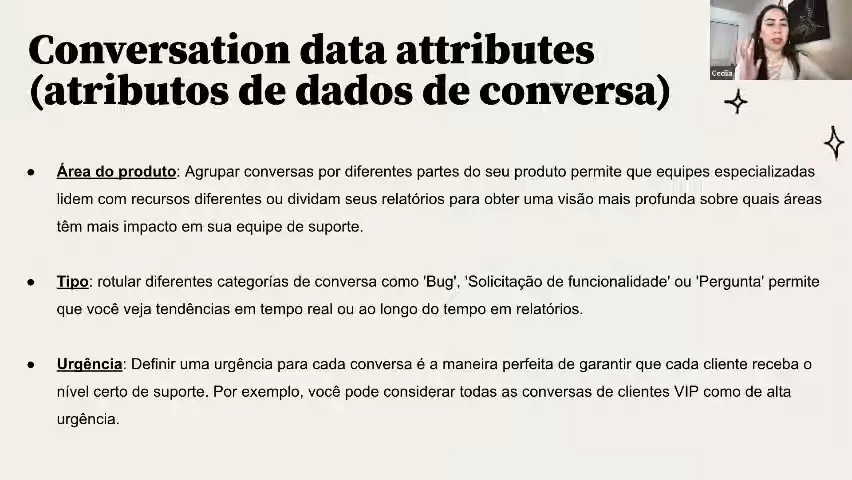 Conversation data attributes
(atributos de dados de conversa)
Cecilia
● Área do produto: Agrupar conversas por diferentes partes do seu produto permite que equipes especializadas
lidem com recursos diferentes ou dividam seus relatórios para obter uma visão mais profunda sobre quais áreas
têm mais impacto em sua equipe de suporte.
● Tipo: rotular diferentes categorías de conversa como 'Bug', 'Solicitação de funcionalidade' ou 'Pergunta' permite
que você veja tendências em tempo real ou ao longo do tempo em relatórios.
● Urgência: Definir uma urgência para cada conversa é a maneira perfeita de garantir que cada cliente receba o
nível certo de suporte. Por exemplo, você pode considerar todas as conversas de clientes VIP como de alta
urgência.